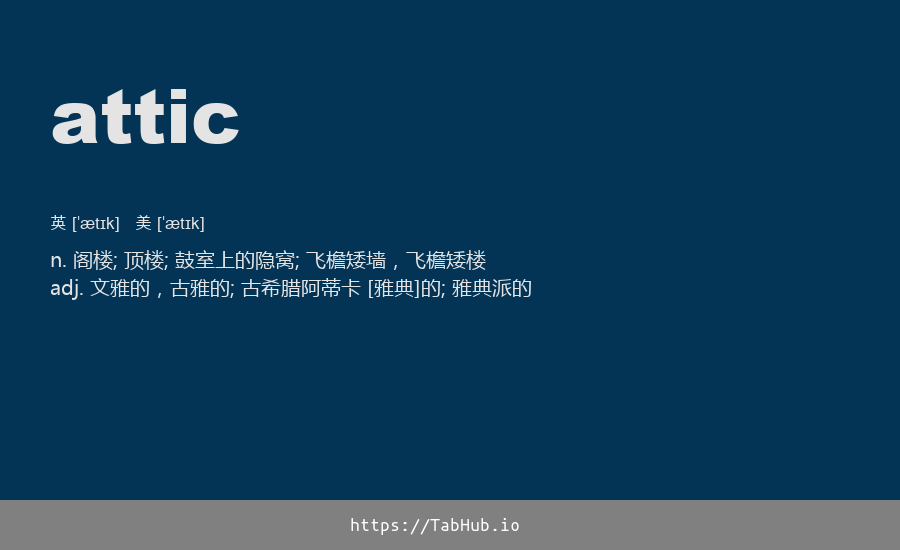 attic
英 [ˈætɪk] 美 [ˈætɪk]
n. 阁楼; 顶楼; 鼓室上的隐窝; 飞檐矮墙，飞檐矮楼
adj. 文雅的，古雅的; 古希腊阿蒂卡 [雅典]的; 雅典派的
https://TabHub.io